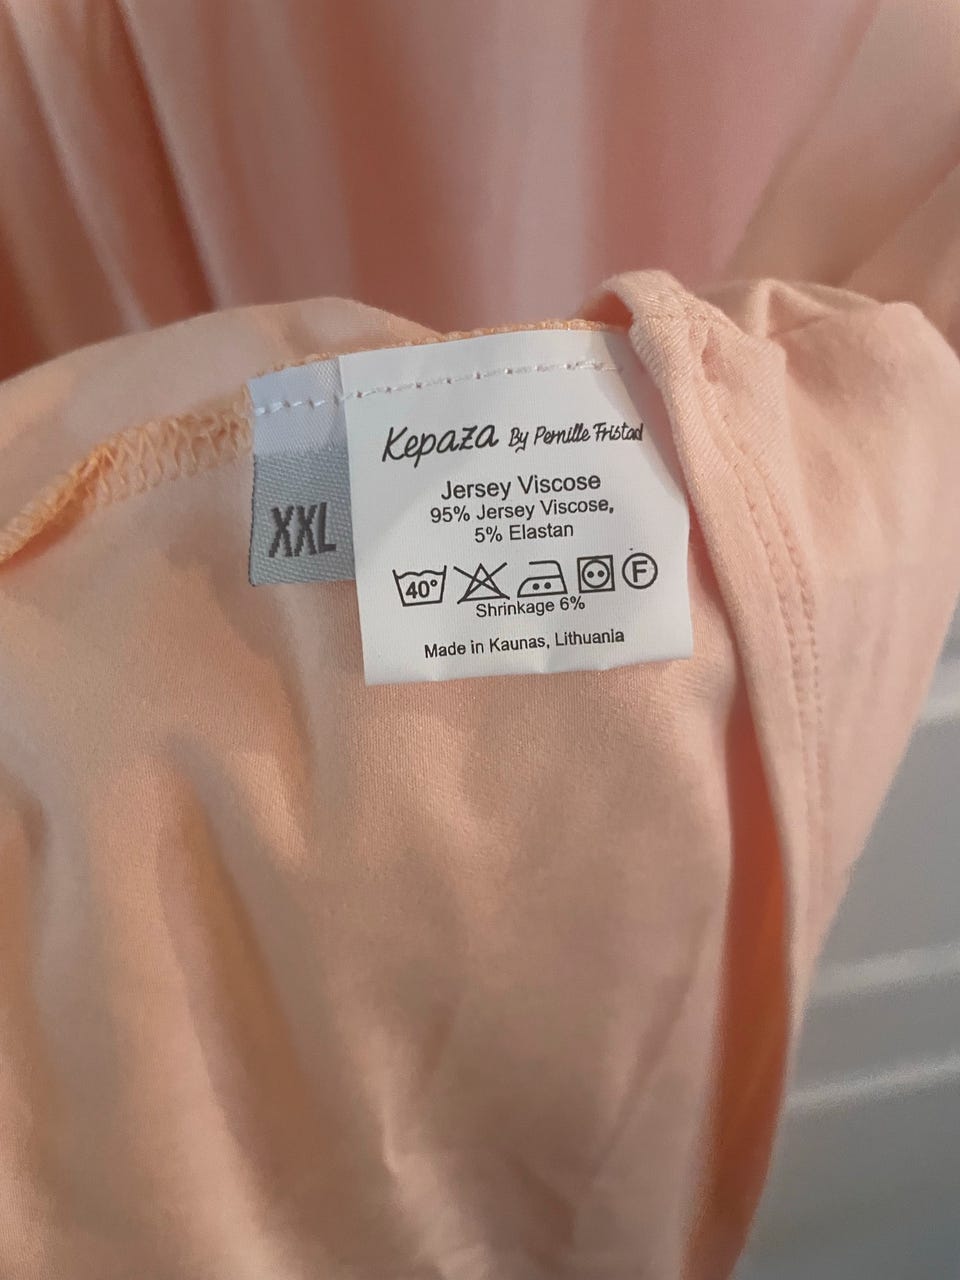 Kepaza By Pernille Fristad
Jersey Viscose
95% Jersey Viscose,
5% Elastan
XXL
40° F
Shrinkage 6%
Made in Kaunas, Lithuania